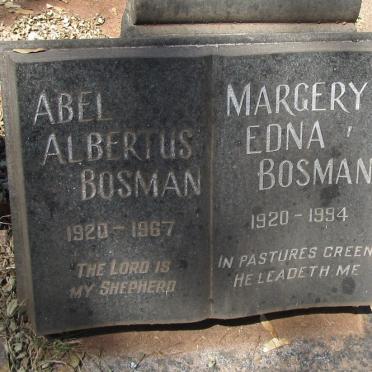 ABEL
ALBERTUS
BOSMAN
1920 - 1967
THE LORD IS
MY SHEPHERD
MARGERY
EDNA
BOSMAN
1920 - 1994
IN PASTURES GREEN
HE LEADETH ME